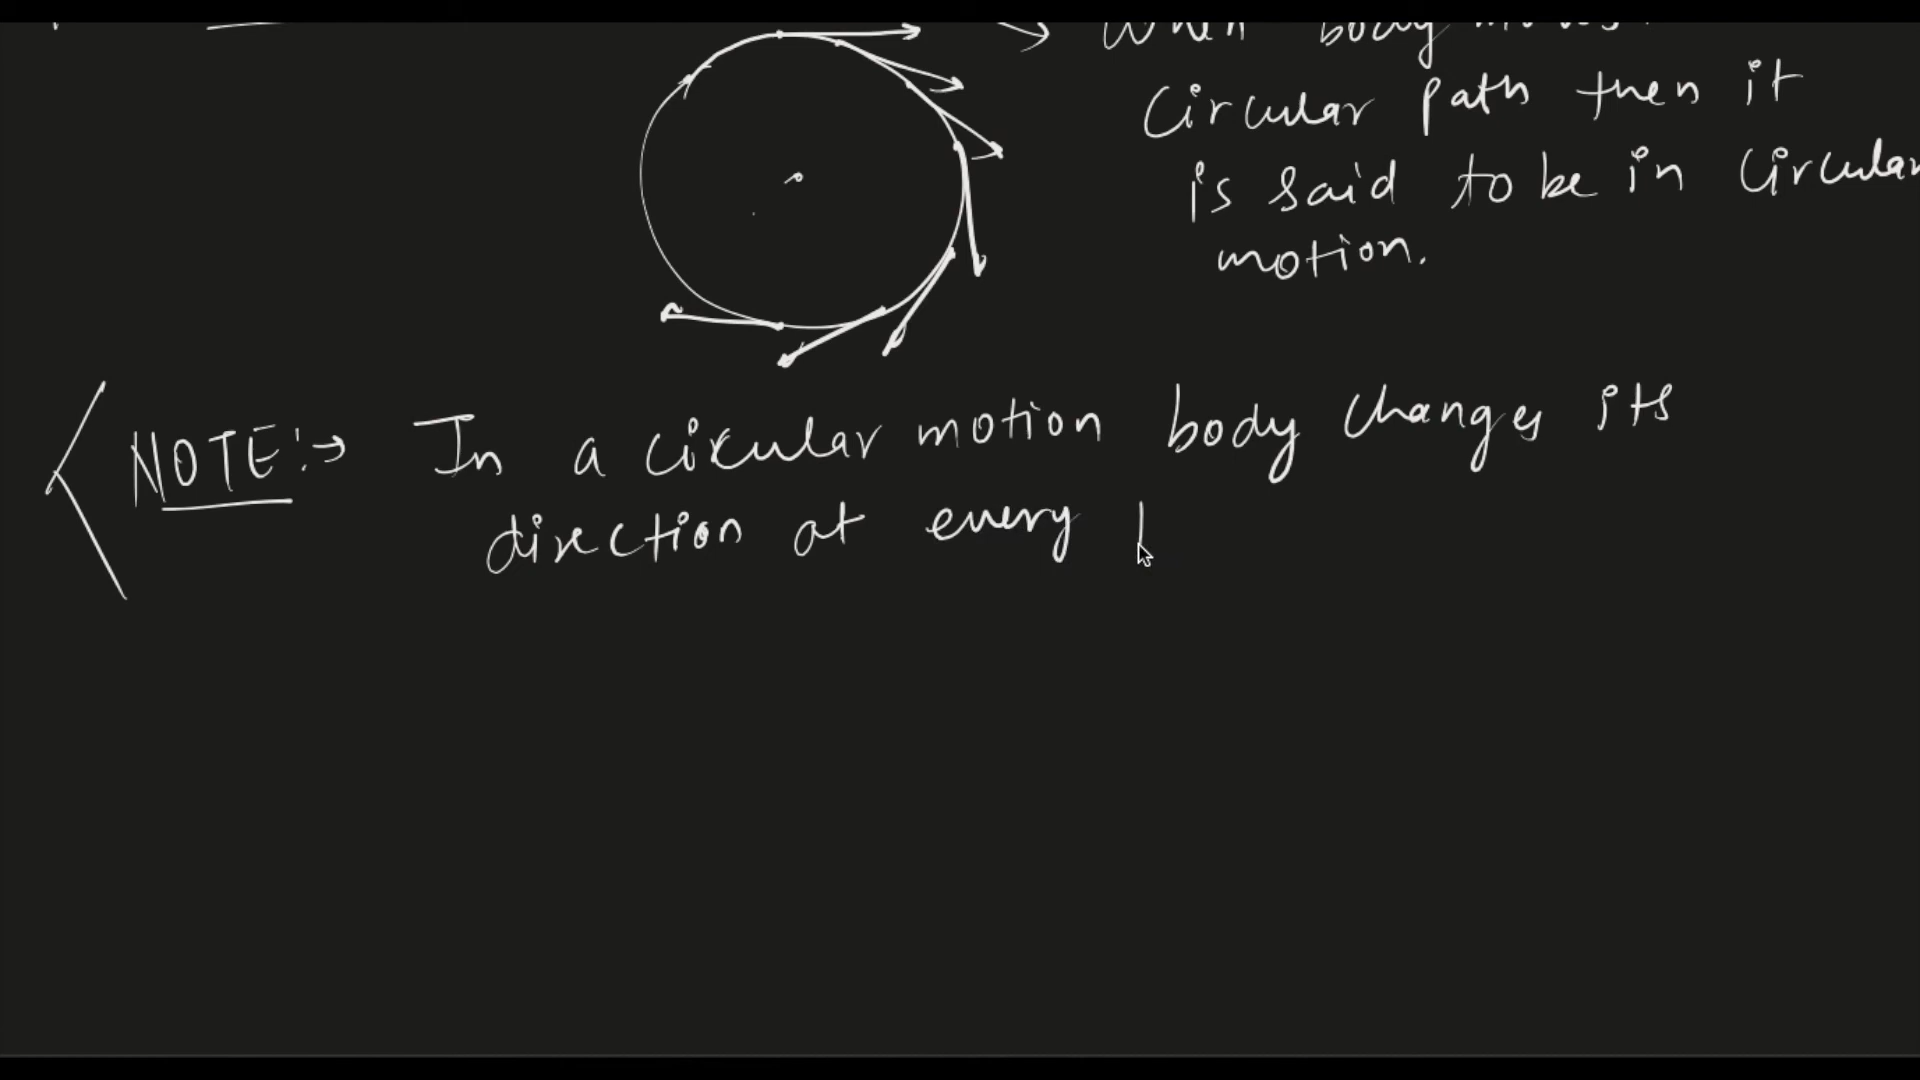 When body moves
Circular path then it
is said to be in Circular
motion.
NOTE:→ In a circular motion body changes its
direction at every